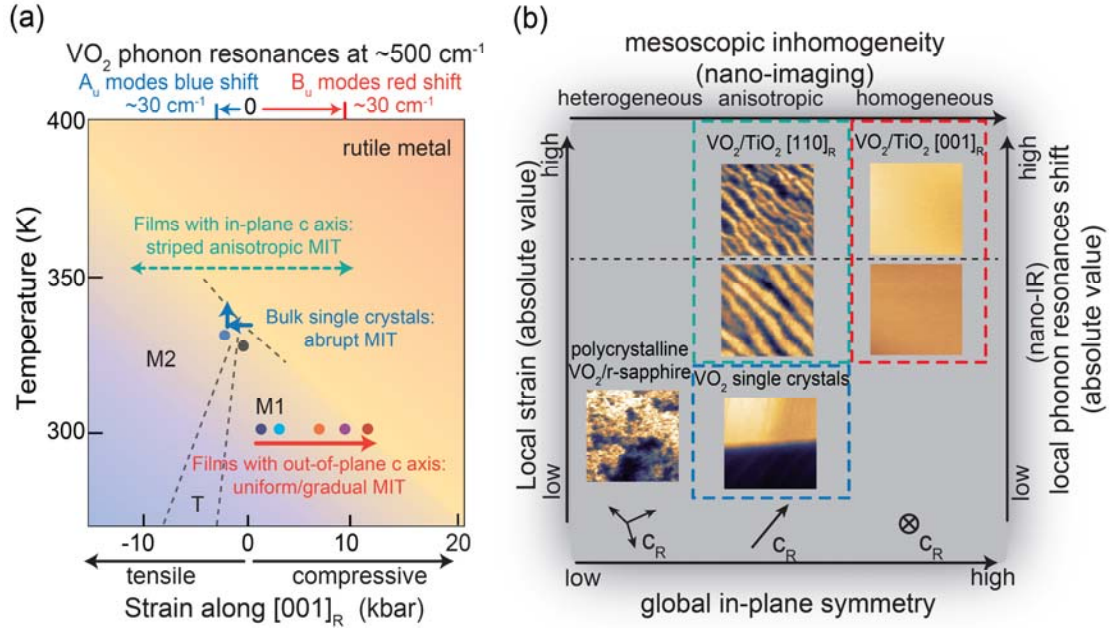 (a)
VO2 phonon resonances at ~500 cm-1
Au modes blue shift
~30 cm-1
0
Bu modes red shift
~30 cm-1
400
350
300
Temperature (K)
rutile metal
Films with in-plane c axis:
striped anisotropic MIT
Bulk single crystals:
abrupt MIT
M2
M1
Films with out-of-plane c axis:
uniform/gradual MIT
T
-10
0
10
20
tensile
compressive
Strain along [001]R (kbar)
(b)
mesoscopic inhomogeneity
(nano-imaging)
heterogeneous
anisotropic
homogeneous
Local strain (absolute value)
high
low
VO2/TiO2 [110]R
VO2/TiO2 [001]R
polycrystalline
VO2/r-sapphire
VO2 single crystals
CR
CR
CR
high
low
(nano-IR)
local phonon resonances shift
(absolute value)
low
high
global in-plane symmetry